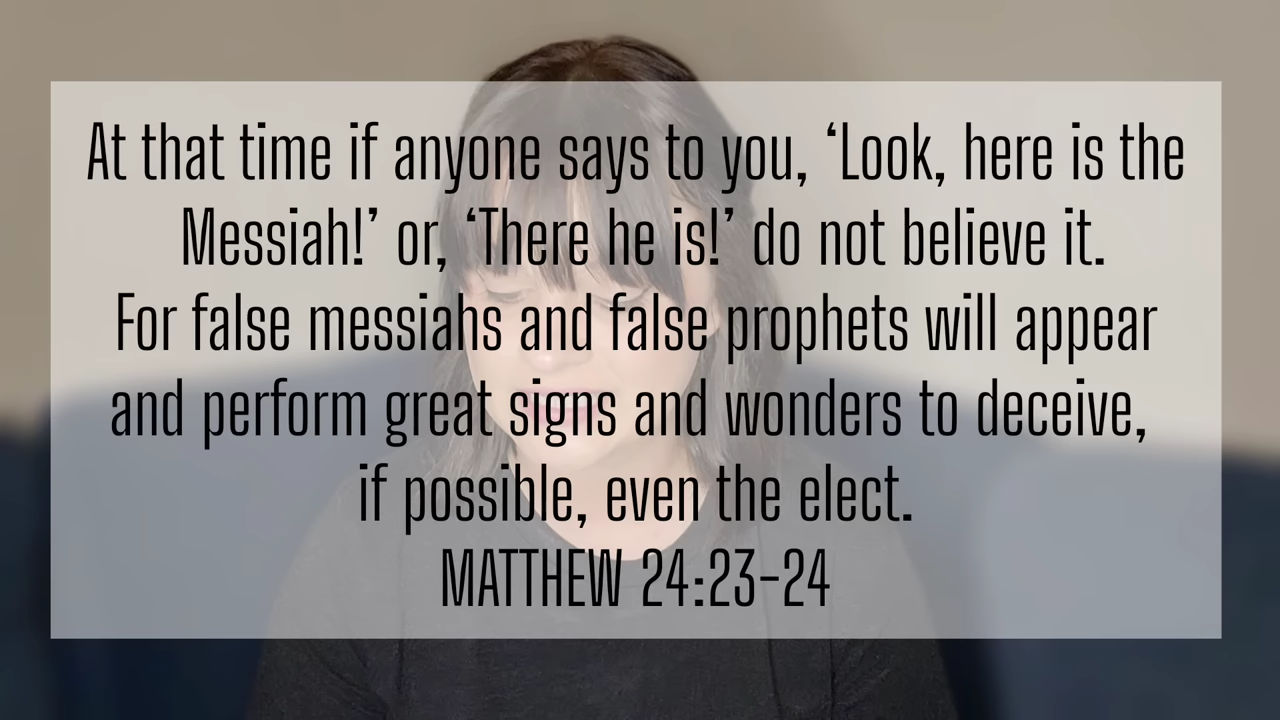 At that time if anyone says to you, ‘Look, here is the
Messiah!’ or, ‘There he is!’ do not believe it.
For false messiahs and false prophets will appear
and perform great signs and wonders to deceive,
if possible, even the elect.
MATTHEW 24:23-24